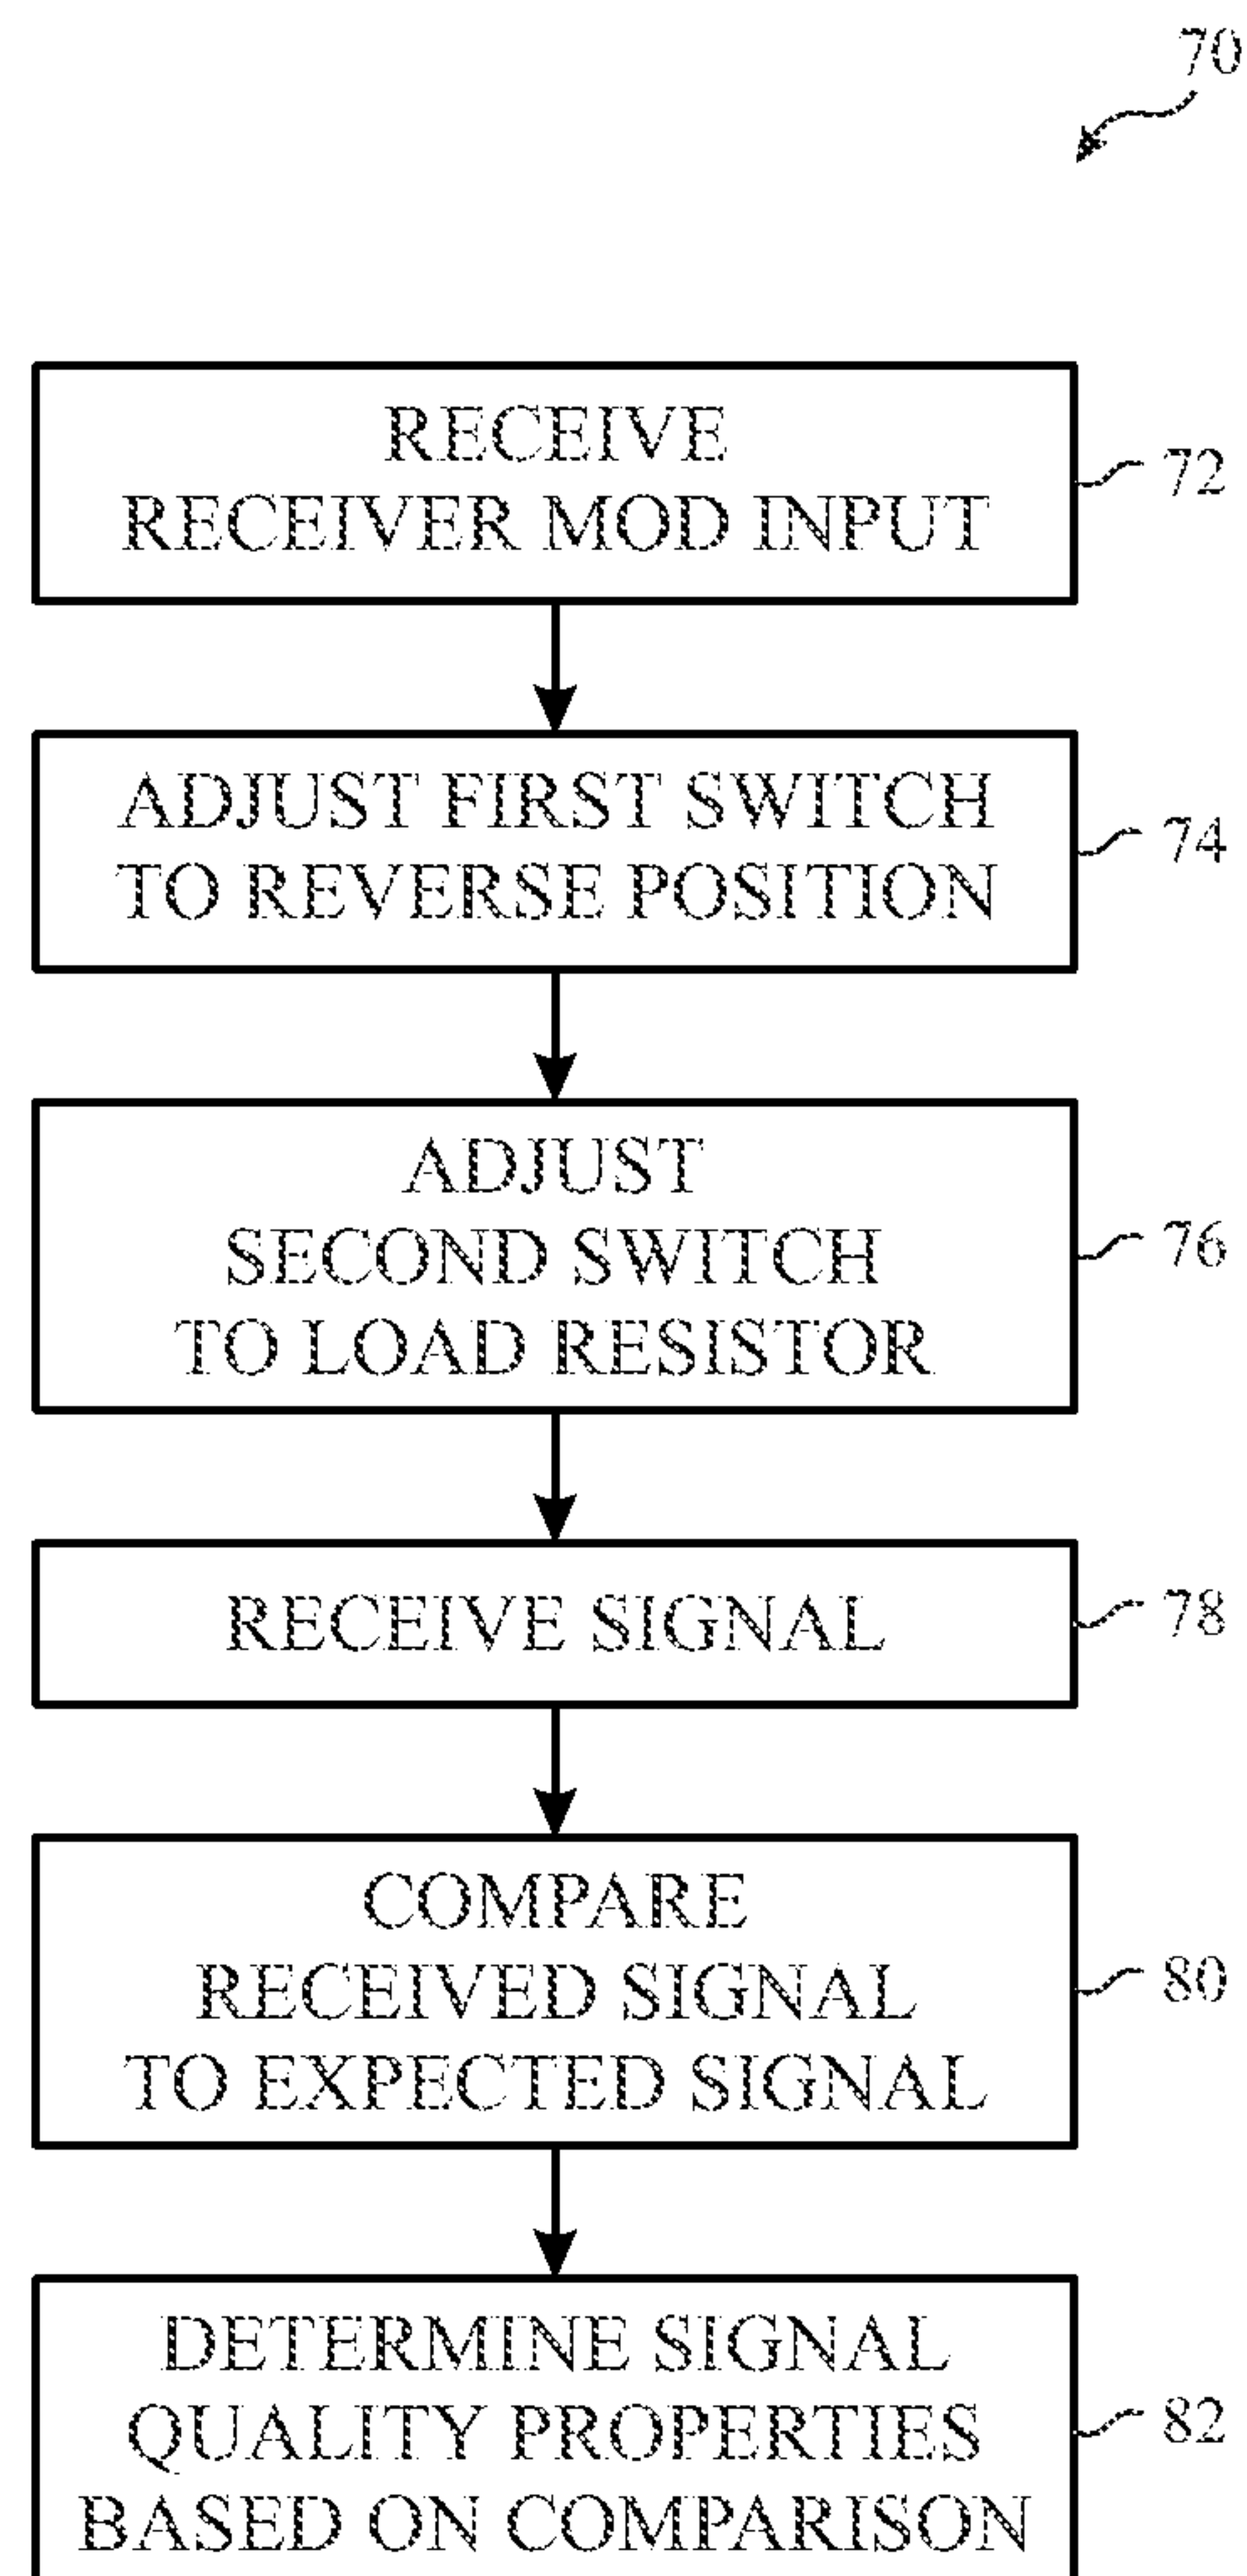 70
RECEIVE
RECEIVER MOD INPUT
72
ADJUST FIRST SWITCH
TO REVERSE POSITION
74
ADJUST
SECOND SWITCH
TO LOAD RESISTOR
76
RECEIVE SIGNAL
78
COMPARE
RECEIVED SIGNAL
TO EXPECTED SIGNAL
80
DETERMINE SIGNAL
QUALITY PROPERTIES
BASED ON COMPARISON
82